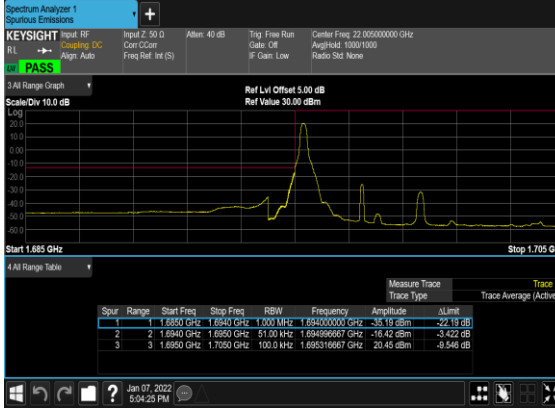 Spectrum Analyzer 1
Spurious Emissions
+
KEYSIGHT Input: RF Input Z: 50 Ω Atten: 40 dB Trig: Free Run Center Freq: 22.005000000 GHz
RL Coupling: DC Corr CCorr Gate: Off Avg|Hold: 1000/1000
Align: Auto Freq Ref: Int (S) IF Gain: Low Radio Std: None
LXI PASS
3.All Range Graph Ref Lvl Offset 5.00 dB
Scale/Div 10.0 dB Ref Value 30.00 dBm
Log
20.0
10.0
0.00
-10.0
-20.0
-30.0
-40.0
-50.0
-60.0
Start 1.685 GHz Stop 1.705 G
4.All Range Table
Measure Trace Trace
Trace Type Trace Average (Active
Spur Range Start Freq Stop Freq RBW Frequency Amplitude ΔLimit
1 1 1.6850 GHz 1.6940 GHz 1.000 MHz 1.694000000 GHz -35.19 dBm -22.19 dB
2 2 1.6940 GHz 1.6950 GHz 51.00 kHz 1.694996667 GHz -16.42 dBm -3.422 dB
3 3 1.6950 GHz 1.7050 GHz 100.0 kHz 1.695316667 GHz 20.45 dBm -9.546 dB
? Jan 07, 2022
5:04:25 PM